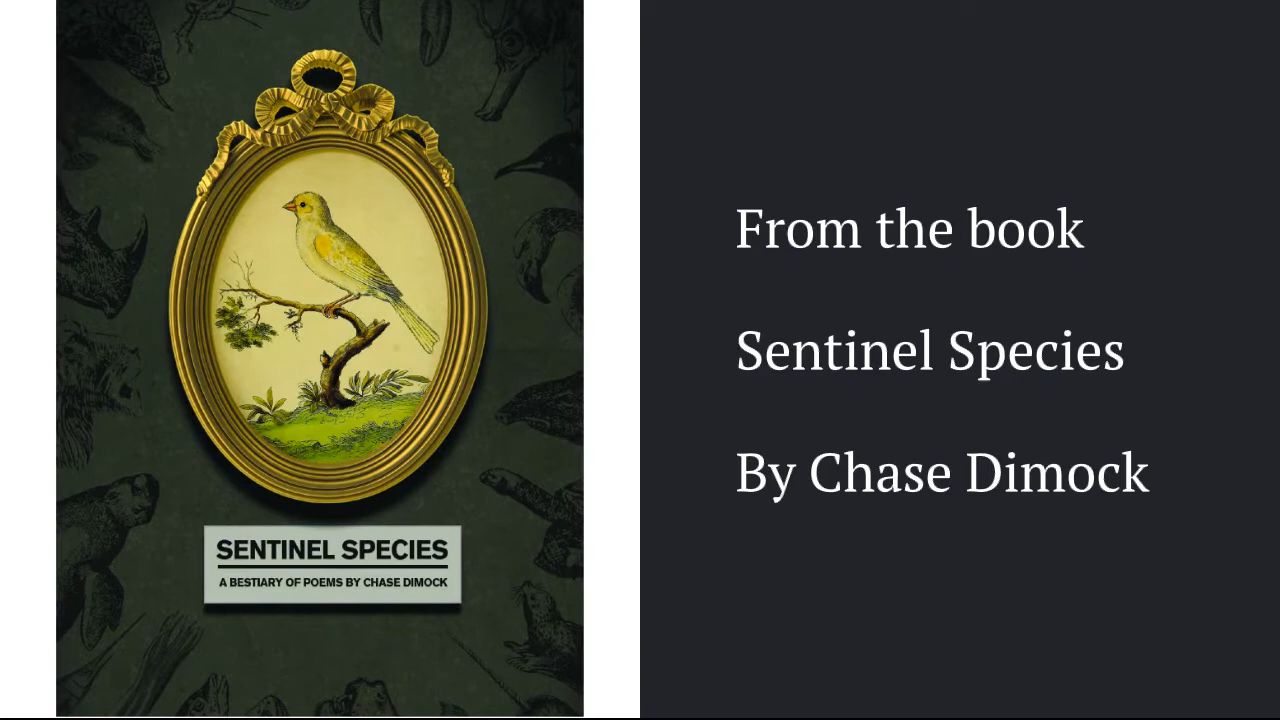 SENTINEL SPECIES
A BESTIARY OF POEMS BY CHASE DIMOCK
From the book
Sentinel Species
By Chase Dimock